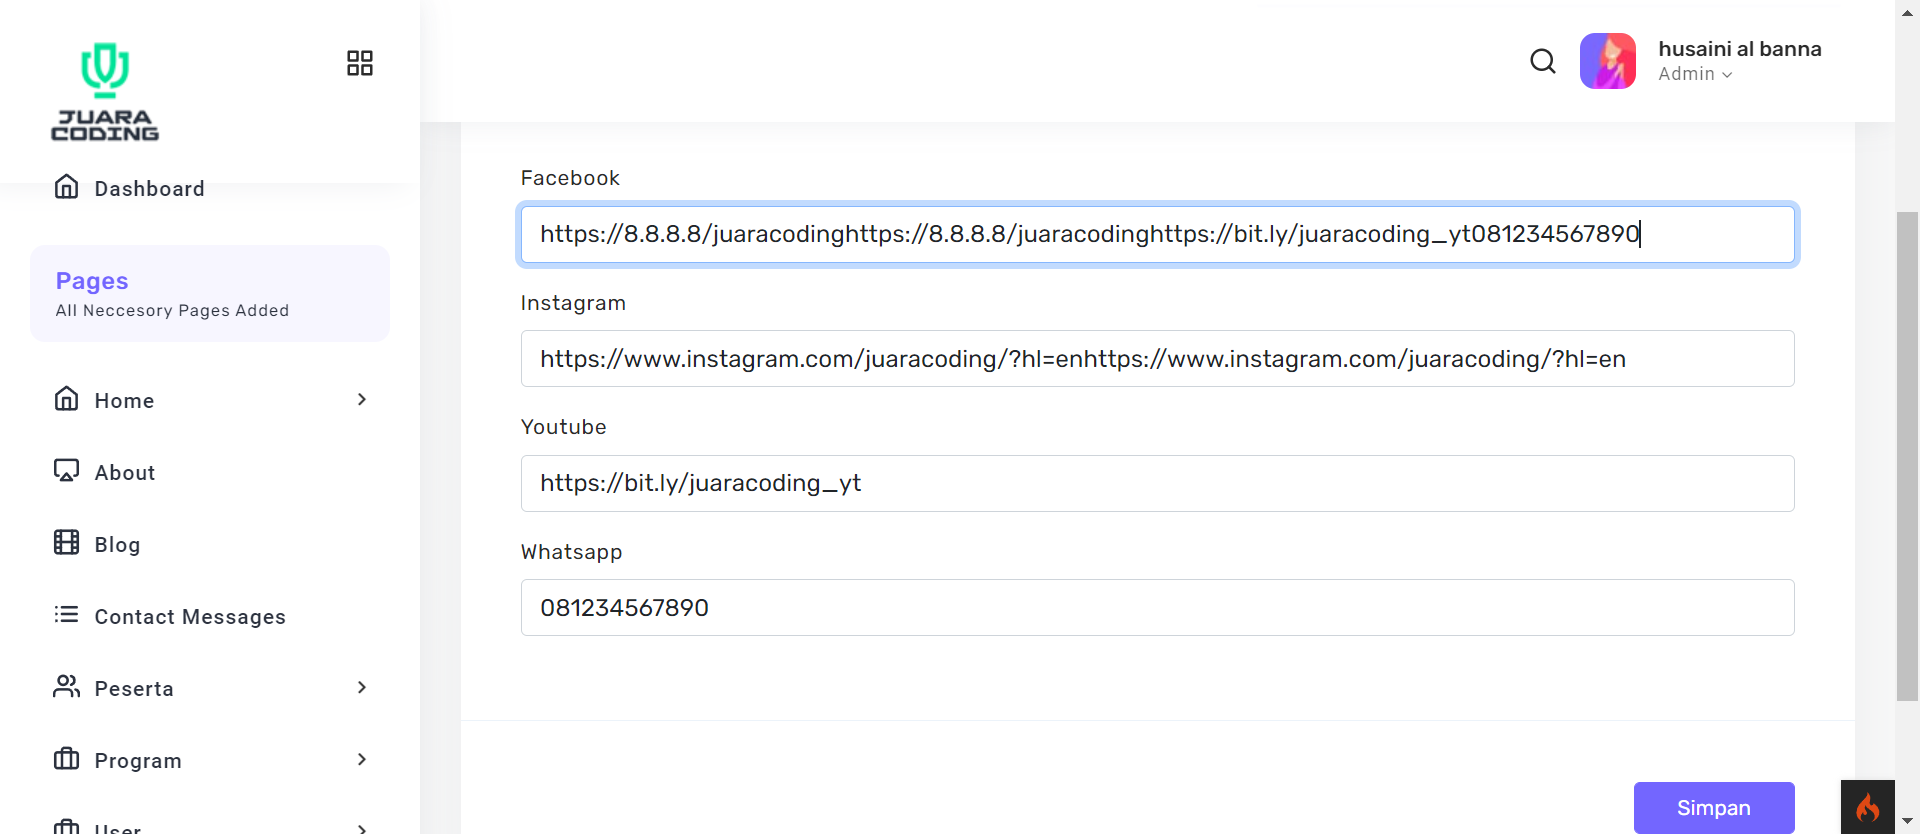 JUARA
CODING
husaini al banna
Admin
Dashboard
Pages
All Neccesory Pages Added
Home
About
Blog
Contact Messages
Peserta
Program
User
Facebook
https://8.8.8.8/juaracodinghttps://8.8.8.8/juaracodinghttps://bit.ly/juaracoding_yt081234567890
Instagram
https://www.instagram.com/juaracoding/?hl=enhttps://www.instagram.com/juaracoding/?hl=en
Youtube
https://bit.ly/juaracoding_yt
Whatsapp
081234567890
Simpan